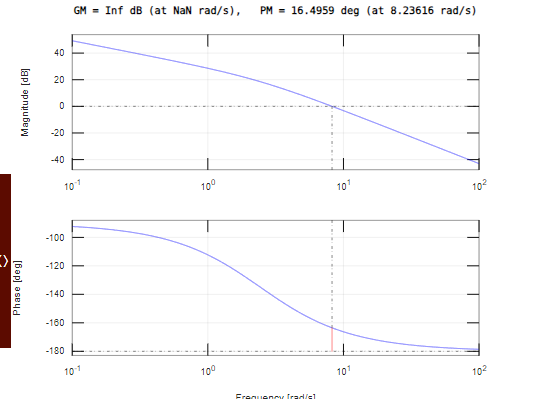 GM = Inf dB (at NaN rad/s),   PM = 16.4959 deg (at 8.23616 rad/s)
Magnitude [dB]
40
20
0
-20
-40
10^-1 10^0 10^1 10^2
Phase [deg]
-100
-120
-140
-160
-180
10^-1 10^0 10^1 10^2
Frequency [rad/s]